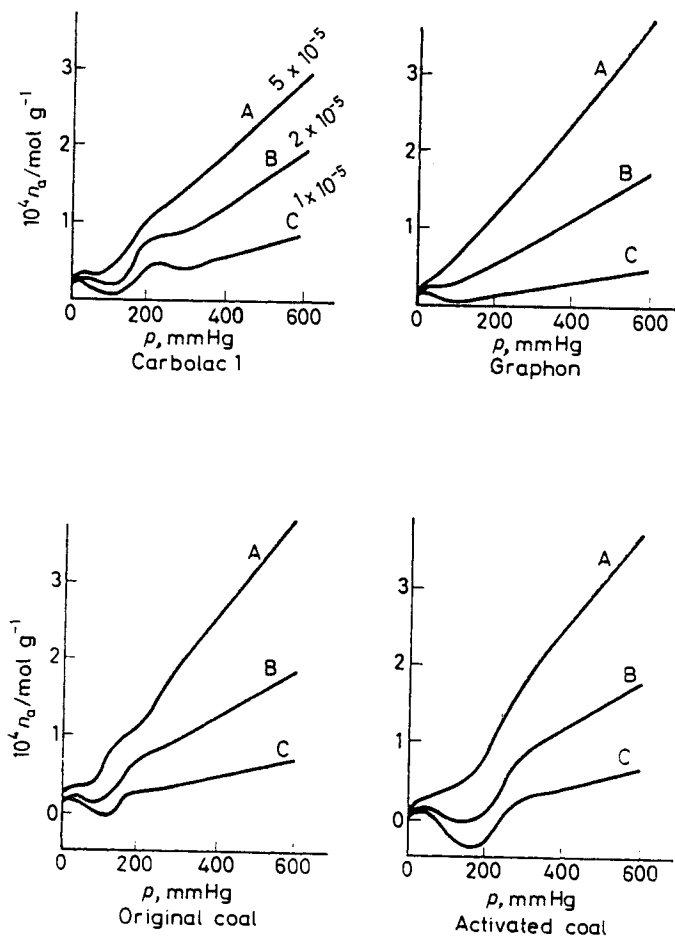 10⁴nₐ/mol g⁻¹
3
2
1
0
200
400
600
A
5 × 10⁻⁵
B
2 × 10⁻⁵
C
1 × 10⁻⁵
p, mmHg
Carbolac 1
3
2
1
0
200
400
600
A
B
C
p, mmHg
Graphon
10⁴nₐ/mol g⁻¹
3
2
1
0
0
200
400
600
A
B
C
p, mmHg
Original coal
3
2
1
0
0
200
400
600
A
B
C
p, mmHg
Activated coal